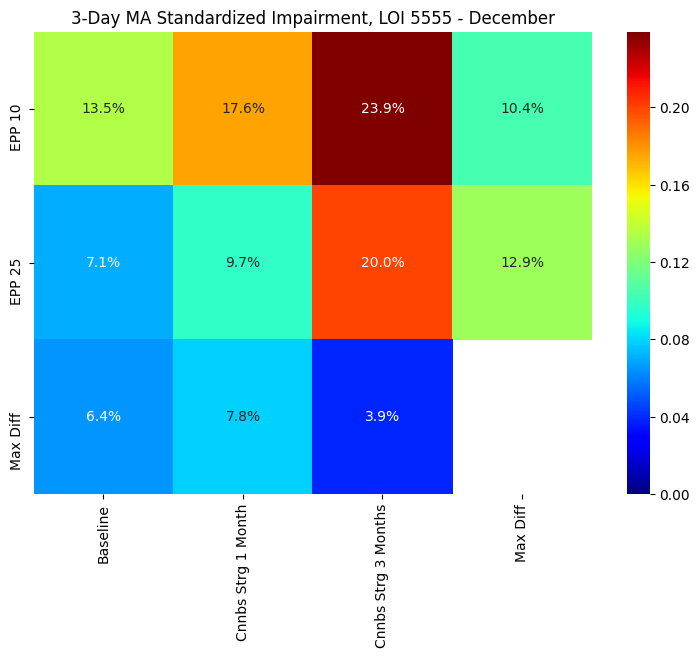 3-Day MA Standardized Impairment, LOI 5555 - December
EPP 10
13.5% 17.6% 23.9% 10.4%
EPP 25
7.1% 9.7% 20.0% 12.9%
Max Diff
6.4% 7.8% 3.9%
Baseline
Cnnbs Strg 1 Month
Cnnbs Strg 3 Months
Max Diff
0.20
0.16
0.12
0.08
0.04
0.00